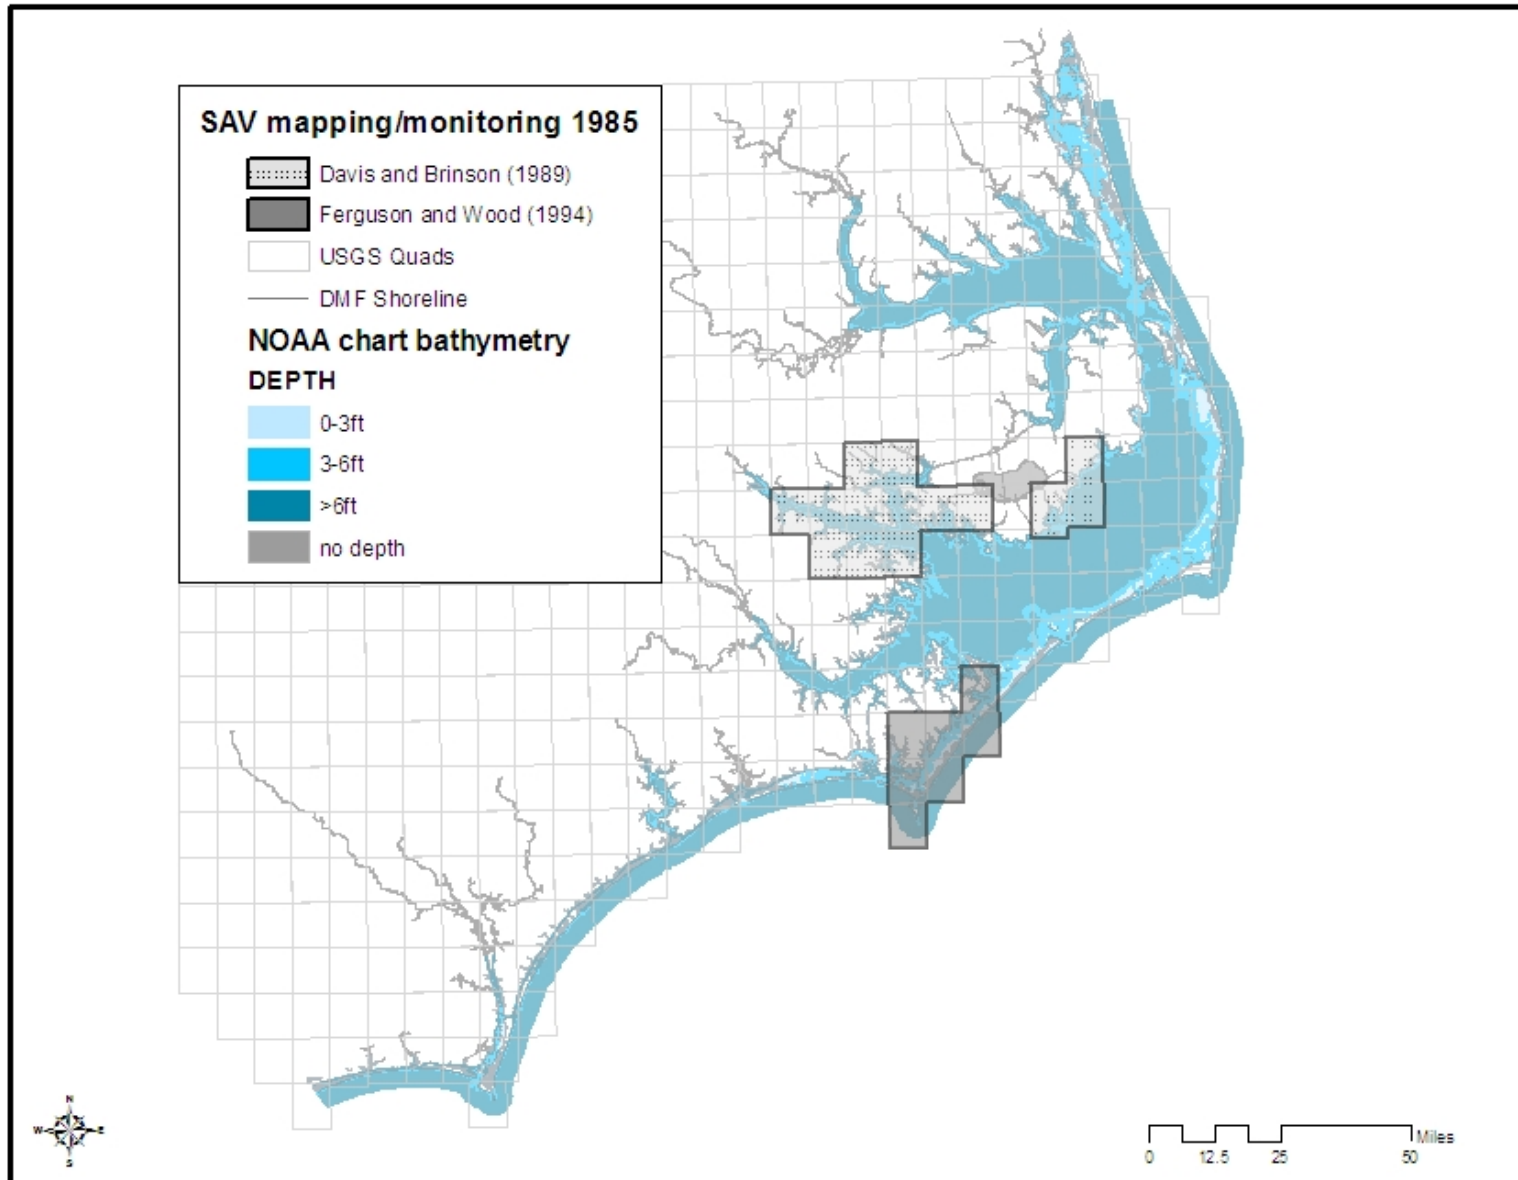 SAV mapping/monitoring 1985
Davis and Brinson (1989)
Ferguson and Wood (1994)
USGS Quads
DMF Shoreline
NOAA chart bathymetry
DEPTH
0-3ft
3-6ft
>6ft
no depth
N
W E
S
Miles
0 12.5 25 50